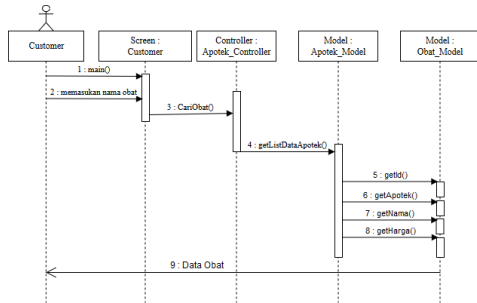 Customer
Screen :
Customer
Controller :
Apotek_Controller
Model :
Apotek_Model
Model :
Obat_Model
1 : main()
2 : memasukan nama obat
3 : CariObat()
4 : getListDataApotek()
5 : getId()
6 : getApotek()
7 : getNama()
8 : getHarga()
9 : Data Obat